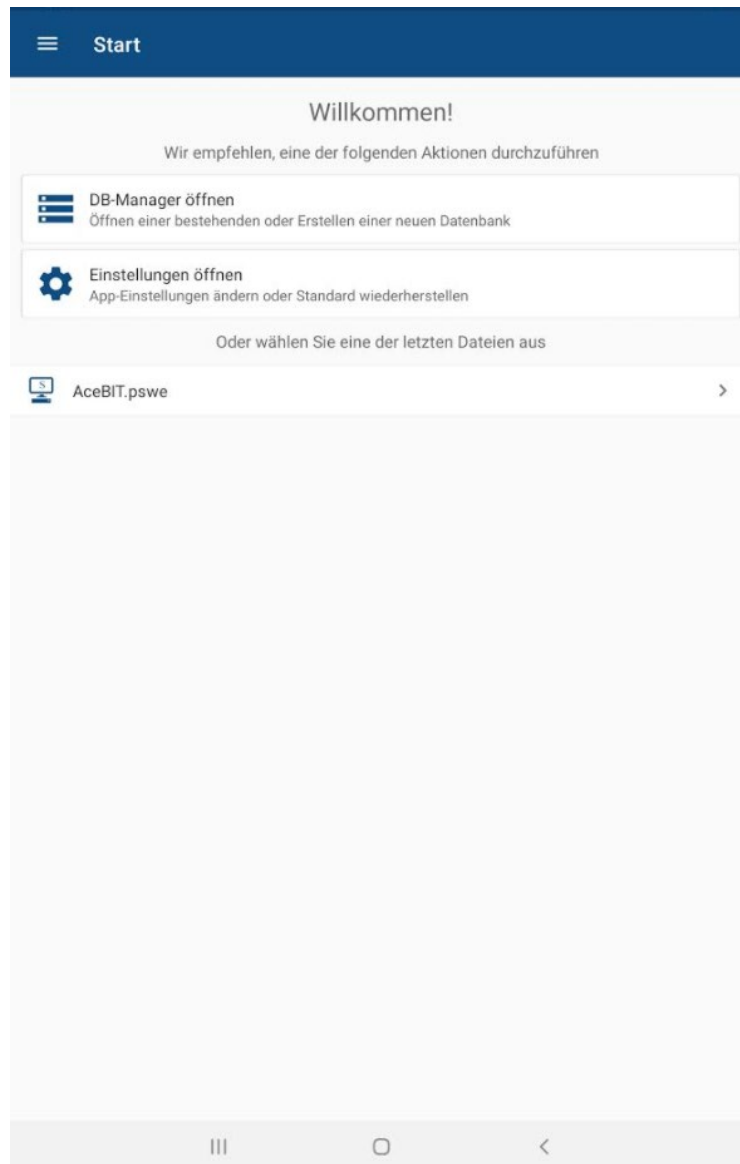 Start
Willkommen!
Wir empfehlen, eine der folgenden Aktionen durchzuführen
DB-Manager öffnen
Öffnen einer bestehenden oder Erstellen einer neuen Datenbank
Einstellungen öffnen
App-Einstellungen ändern oder Standard wiederherstellen
Oder wählen Sie eine der letzten Dateien aus
S
AceBIT.pswe